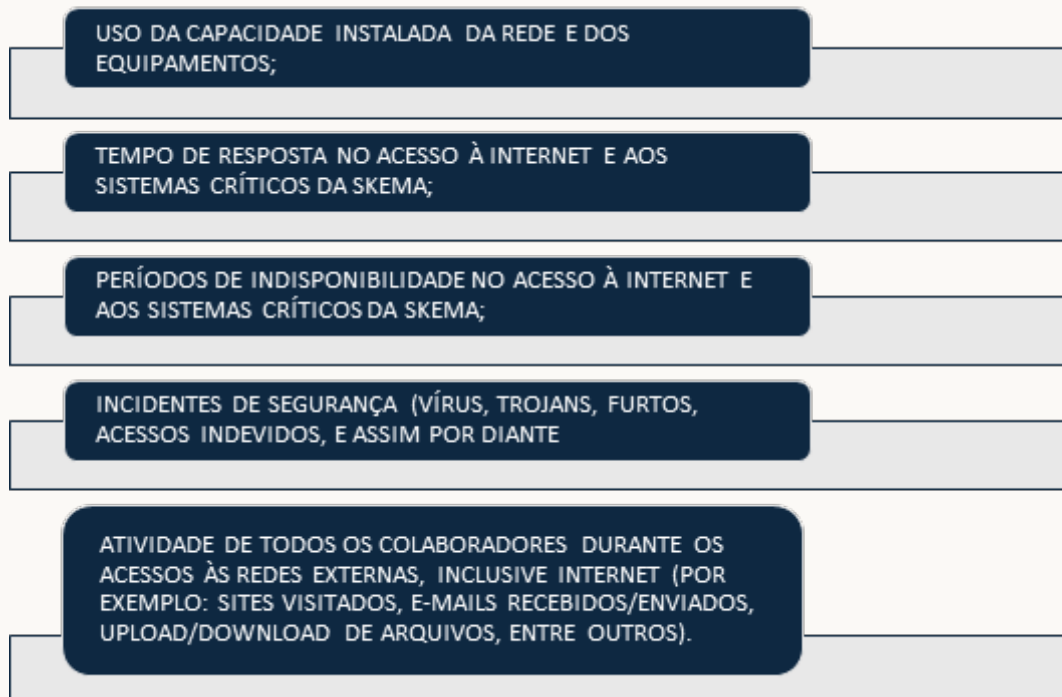 USO DA CAPACIDADE INSTALADA DA REDE E DOS
EQUIPAMENTOS;
TEMPO DE RESPOSTA NO ACESSO À INTERNET E AOS
SISTEMAS CRÍTICOS DA SKEMA;
PERÍODOS DE INDISPONIBILIDADE NO ACESSO À INTERNET E
AOS SISTEMAS CRÍTICOS DA SKEMA;
INCIDENTES DE SEGURANÇA (VÍRUS, TROJANS, FURTOS,
ACESSOS INDEVIDOS, E ASSIM POR DIANTE
ATIVIDADE DE TODOS OS COLABORADORES DURANTE OS
ACESSOS ÀS REDES EXTERNAS, INCLUSIVE INTERNET (POR
EXEMPLO: SITES VISITADOS, E-MAILS RECEBIDOS/ENVIADOS,
UPLOAD/DOWNLOAD DE ARQUIVOS, ENTRE OUTROS).